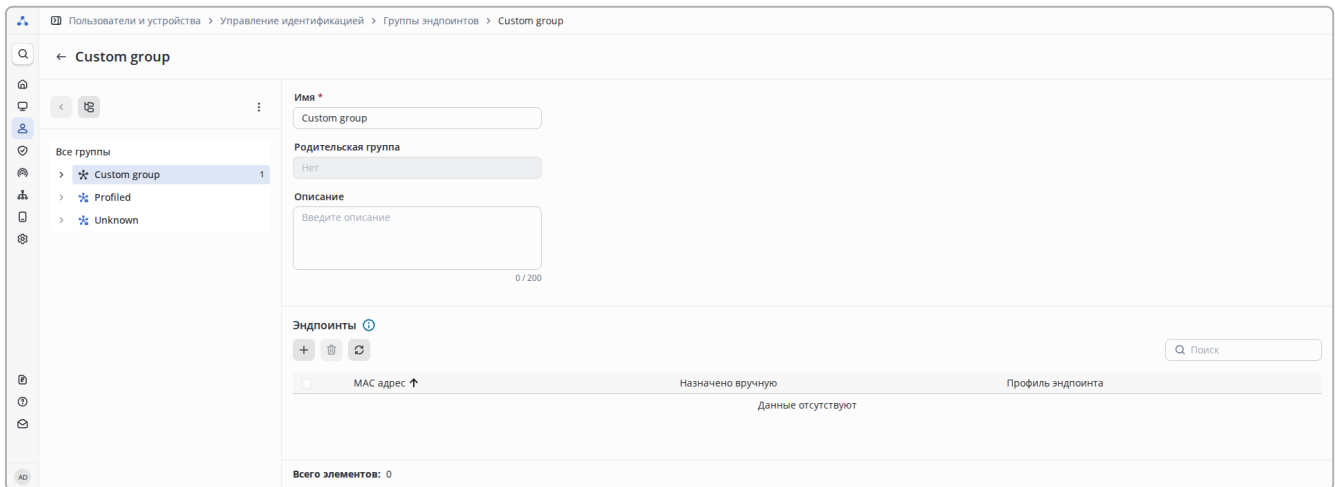 Пользователи и устройства > Управление идентификацией > Группы эндпоинтов > Custom group
← Custom group
Все группы
Custom group 1
Profiled
Unknown
Имя *
Custom group
Родительская группа
Нет
Описание
Введите описание
0 / 200
Эндпоинты
Поиск
MAC адрес ↑ Назначено вручную Профиль эндпоинта
Данные отсутствуют
Всего элементов: 0
AD